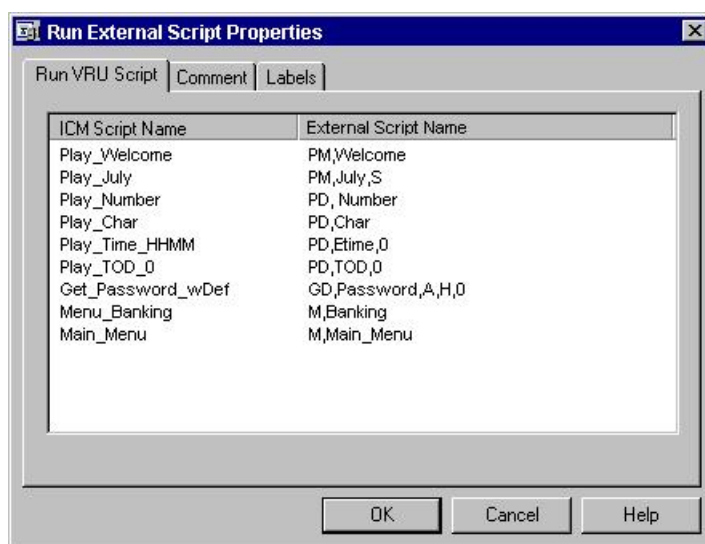 Run External Script Properties
Run VRU Script Comment Labels
ICM Script Name External Script Name
Play_Welcome PM,Welcome
Play_July PM,July,S
Play_Number PD, Number
Play_Char PD,Char
Play_Time_HHMM PD,Etime,0
Play_TOD_0 PD,TOD,0
Get_Password_wDef GD,Password,A,H,0
Menu_Banking M,Banking
Main_Menu M,Main_Menu
OK Cancel Help